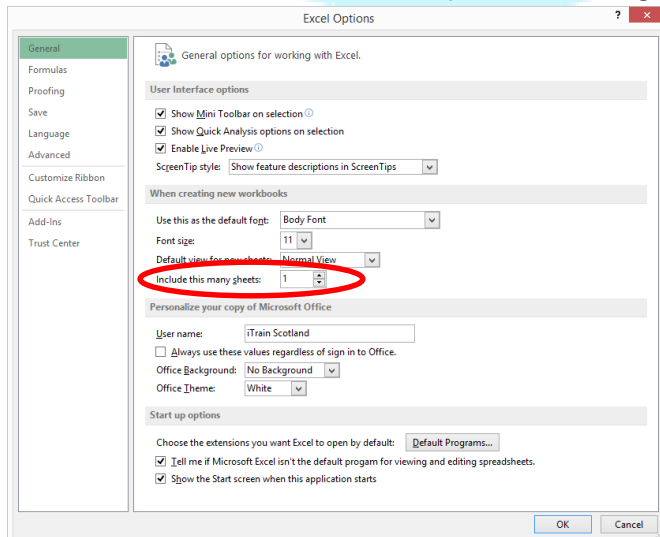 Excel Options
?
General
Formulas
Proofing
Save
Language
Advanced
Customize Ribbon
Quick Access Toolbar
Add-Ins
Trust Center
General options for working with Excel.
User Interface options
Show Mini Toolbar on selection
Show Quick Analysis options on selection
Enable Live Preview
ScreenTip style: Show feature descriptions in ScreenTips
When creating new workbooks
Use this as the default font: Body Font
Font size: 11
Default view for new sheets: Normal View
Include this many sheets: 1
Personalize your copy of Microsoft Office
User name: iTrain Scotland
Always use these values regardless of sign in to Office.
Office Background: No Background
Office Theme: White
Start up options
Choose the extensions you want Excel to open by default: Default Programs...
Tell me if Microsoft Excel isn't the default progam for viewing and editing spreadsheets.
Show the Start screen when this application starts
OK Cancel